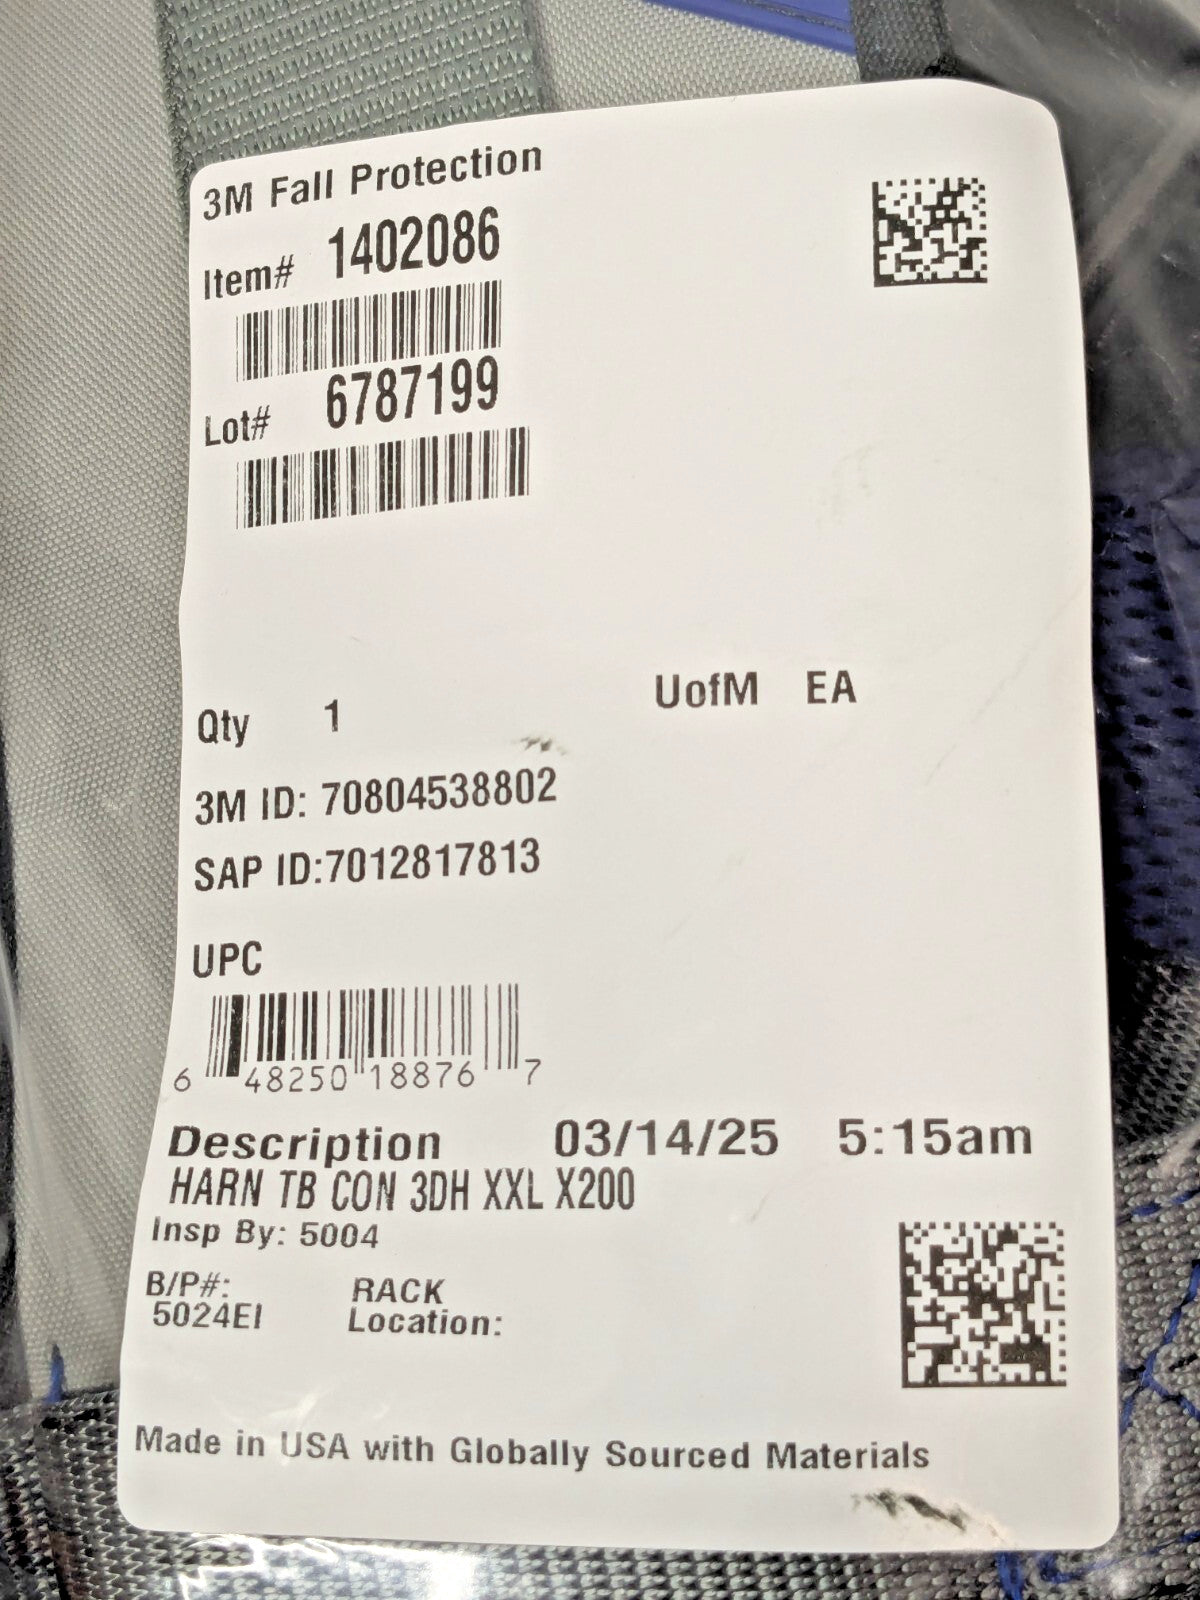 3M Fall Protection
Item# 1402086
Lot# 6787199
Qty 1 UofM EA
3M ID: 70804538802
SAP ID:7012817813
UPC
6 48250 18876 7
Description 03/14/25 5:15am
HARN TB CON 3DH XXL X200
Insp By: 5004
B/P#: RACK
5024EI Location:
Made in USA with Globally Sourced Materials